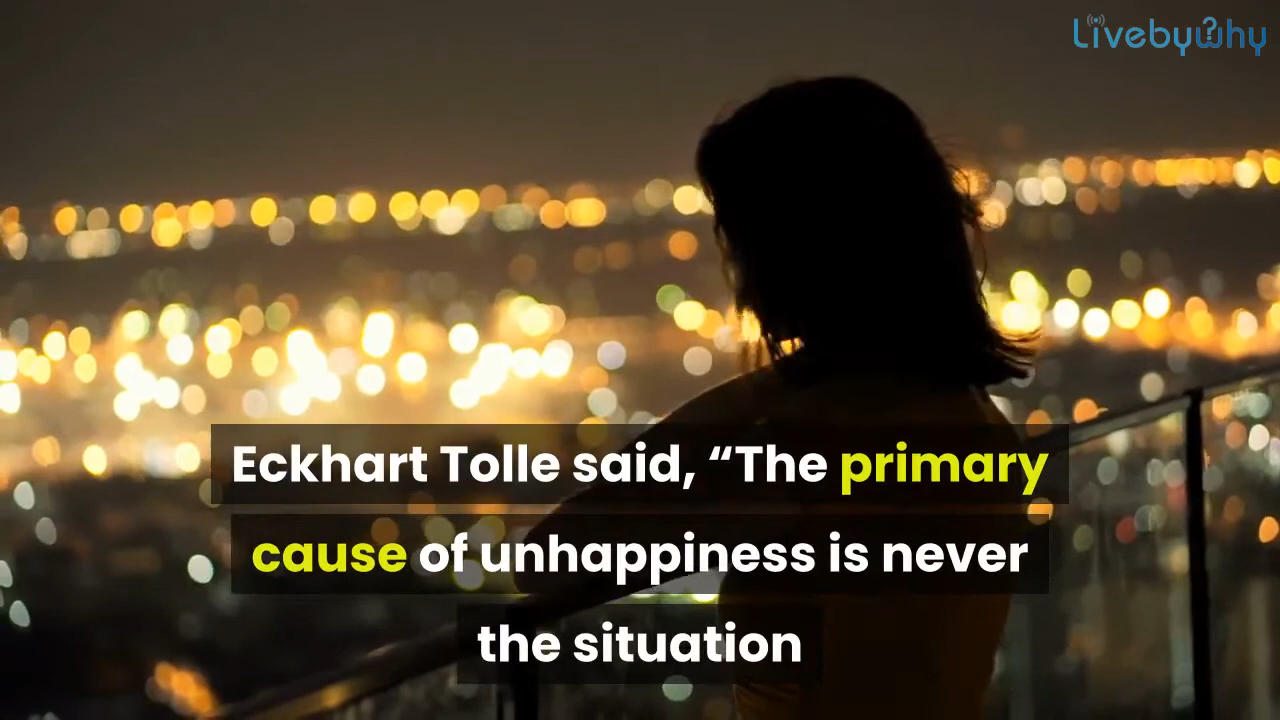 Livebywhy
Eckhart Tolle said, “The primary
cause of unhappiness is never
the situation